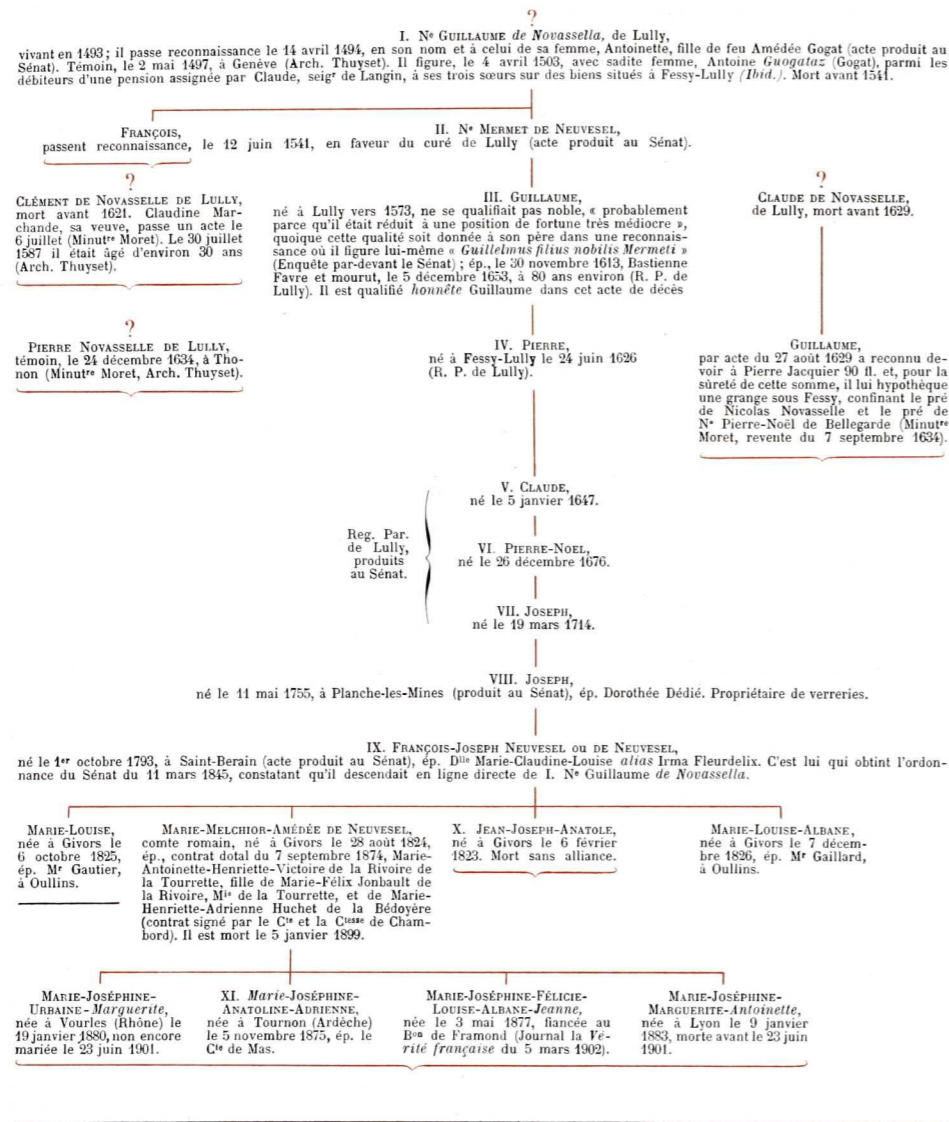 ?
I. Nᵉ GUILLAUME de Novassella, de Lully,
vivant en 1493 ; il passe reconnaissance le 14 avril 1494, en son nom et à celui de sa femme, Antoinette, fille de feu Amédée Gogat (acte produit au
Sénat). Témoin, le 2 mai 1497, à Genève (Arch. Thuyset). Il figure, le 4 avril 1503, avec sadite femme, Antoine Guogataz (Gogat), parmi les
débiteurs d'une pension assignée par Claude, seigʳ de Langin, à ses trois sœurs sur des biens situés à Fessy-Lully (Ibid.). Mort avant 1541.
FRANÇOIS,
II. Nᵉ MERMET DE NEUVESEL,
passent reconnaissance, le 12 juin 1541, en faveur du curé de Lully (acte produit au Sénat).
?
CLÉMENT DE NOVASSELLE DE LULLY,
mort avant 1621. Claudine Mar-
chande, sa veuve, passe un acte le
6 juillet (Minutʳᵉ Moret). Le 30 juillet
1587 il était âgé d'environ 30 ans
(Arch. Thuyset).
III. GUILLAUME,
né à Lully vers 1573, ne se qualifiait pas noble, « probablement
parce qu'il était réduit à une position de fortune très médiocre »,
quoique cette qualité soit donnée à son père dans une reconnais-
sance où il figure lui-même « Guillelmus filius nobilis Mermeti »
(Enquête par-devant le Sénat) ; ép., le 30 novembre 1613, Bastienne
Favre et mourut, le 5 décembre 1653, à 80 ans environ (R. P. de
Lully). Il est qualifié honnête Guillaume dans cet acte de décès
?
CLAUDE DE NOVASSELLE,
de Lully, mort avant 1629.
?
PIERRE NOVASSELLE DE LULLY,
témoin, le 24 décembre 1634, à Tho-
non (Minutʳᵉ Moret, Arch. Thuyset).
IV. PIERRE,
né à Fessy-Lully le 24 juin 1626
(R. P. de Lully).
GUILLAUME,
par acte du 27 août 1629 a reconnu de-
voir à Pierre Jacquier 90 fl. et, pour la
sûreté de cette somme, il lui hypothèque
une grange sous Fessy, confinant le pré
de Nicolas Novasselle et le pré de
Nᵉ Pierre-Noël de Bellegarde (Minutʳᵉ
Moret, revente du 7 septembre 1634).
Reg. Par.
de Lully,
produits
au Sénat.
V. CLAUDE,
né le 5 janvier 1647.
VI. PIERRE-NOEL,
né le 26 décembre 1676.
VII. JOSEPH,
né le 19 mars 1714.
VIII. JOSEPH,
né le 11 mai 1755, à Planche-les-Mines (produit au Sénat), ép. Dorothée Dédié. Propriétaire de verreries.
IX. FRANÇOIS-JOSEPH NEUVESEL OU DE NEUVESEL,
né le 1ᵉʳ octobre 1793, à Saint-Berain (acte produit au Sénat), ép. Dˡˡᵉ Marie-Claudine-Louise alias Irma Fleurdelix. C'est lui qui obtint l'ordon-
nance du Sénat du 11 mars 1845, constatant qu'il descendait en ligne directe de I. Nᵉ Guillaume de Novassella.
MARIE-LOUISE,
née à Givors le
6 octobre 1825,
ép. Mʳ Gautier,
à Oullins.
MARIE-MELCHIOR-AMÉDÉE DE NEUVESEL,
comte romain, né à Givors le 28 août 1824,
ép., contrat dotal du 7 septembre 1874, Marie-
Antoinette-Henriette-Victoire de la Rivoire de
la Tourrette, fille de Marie-Félix Jonbault de
la Rivoire, Mⁱˢ de la Tourrette, et de Marie-
Henriette-Adrienne Huchet de la Bédoyère
(contrat signé par le Cᵗᵉ et la Cᵗᵉˢˢᵉ de Cham-
bord). Il est mort le 5 janvier 1899.
X. JEAN-JOSEPH-ANATOLE,
né à Givors le 6 février
1823. Mort sans alliance.
MARIE-LOUISE-ALBANE,
née à Givors le 7 décem-
bre 1826, ép. Mʳ Gaillard,
à Oullins.
MARIE-JOSÉPHINE-
URBAINE-Marguerite,
née à Vourles (Rhône) le
19 janvier 1880, non encore
mariée le 23 juin 1901.
XI. Marie-JOSÉPHINE-
ANATOLINE-ADRIENNE,
née à Tournon (Ardèche)
le 5 novembre 1875, ép. le
Cᵗᵉ de Mas.
MARIE-JOSÉPHINE-FÉLICIE-
LOUISE-ALBANE-Jeanne,
née le 3 mai 1877, fiancée au
Bᵒⁿ de Framond (Journal la Vé-
rité française du 5 mars 1902).
MARIE-JOSÉPHINE-
MARGUERITE-Antoinette,
née à Lyon le 9 janvier
1883, morte avant le 23 juin
1901.